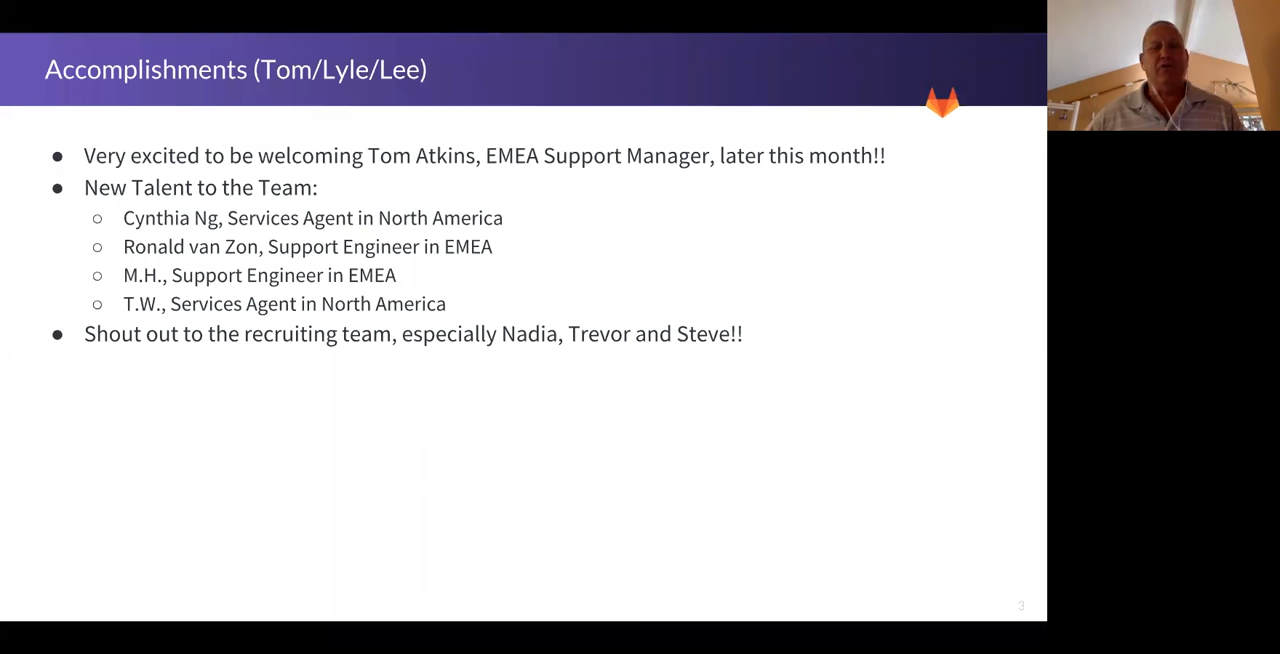 Accomplishments (Tom/Lyle/Lee)
● Very excited to be welcoming Tom Atkins, EMEA Support Manager, later this month!!
● New Talent to the Team:
○ Cynthia Ng, Services Agent in North America
○ Ronald van Zon, Support Engineer in EMEA
○ M.H., Support Engineer in EMEA
○ T.W., Services Agent in North America
● Shout out to the recruiting team, especially Nadia, Trevor and Steve!!
3